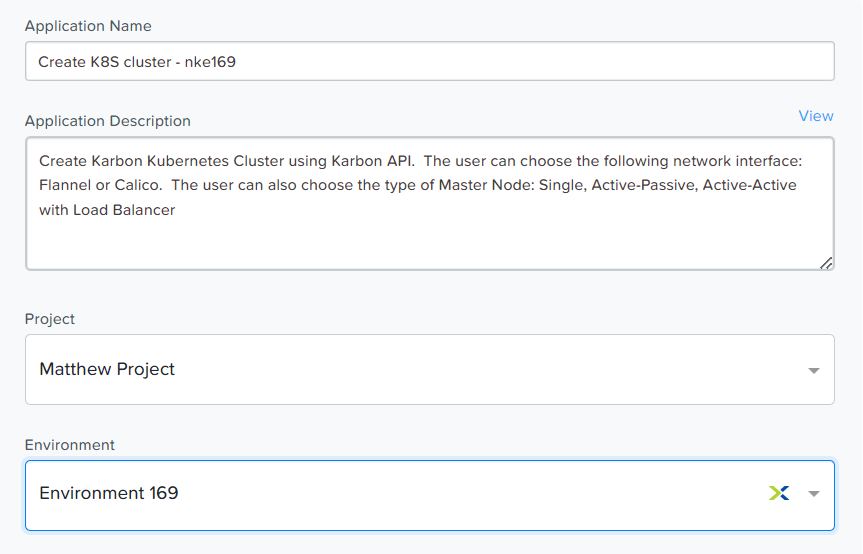 Application Name
Create K8S cluster - nke169
Application Description
View
Create Karbon Kubernetes Cluster using Karbon API.  The user can choose the following network interface:
Flannel or Calico.  The user can also choose the type of Master Node: Single, Active-Passive, Active-Active
with Load Balancer
Project
Matthew Project
Environment
Environment 169